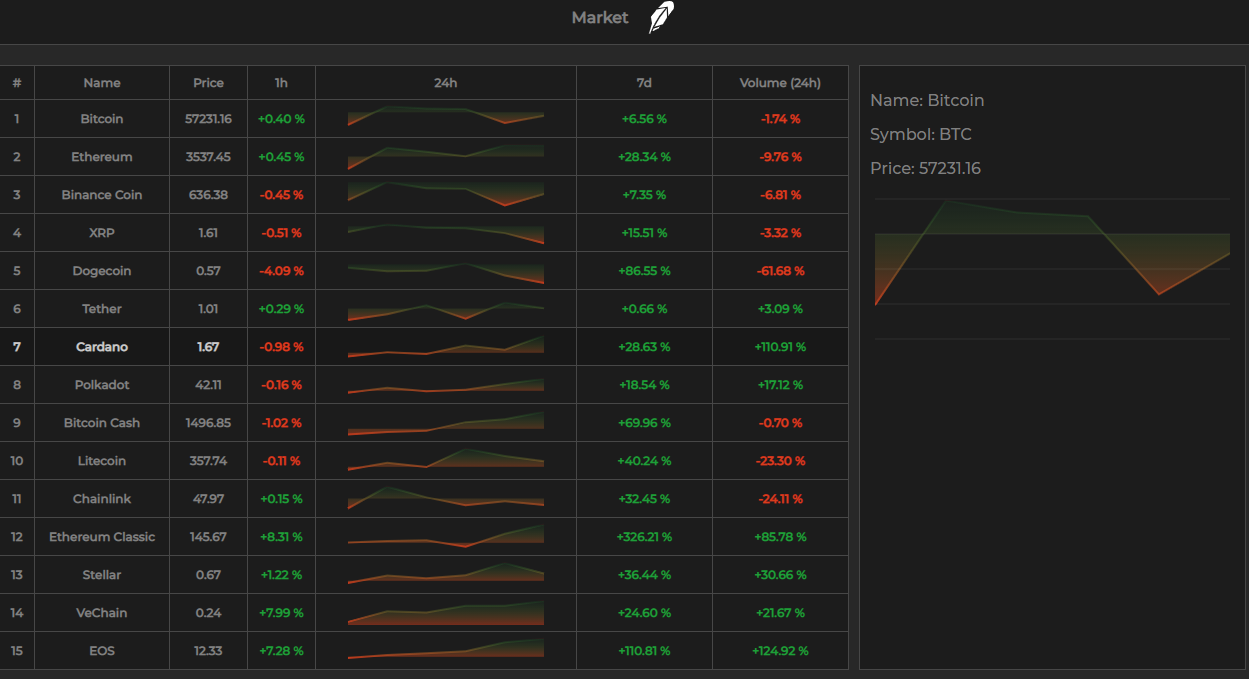 Market
# Name Price 1h 24h 7d Volume (24h)
1 Bitcoin 57231.16 +0.40 % +6.56 % -1.74 %
2 Ethereum 3537.45 +0.45 % +28.34 % -9.76 %
3 Binance Coin 636.38 -0.45 % +7.35 % -6.81 %
4 XRP 1.61 -0.51 % +15.51 % -3.32 %
5 Dogecoin 0.57 -4.09 % +86.55 % -61.68 %
6 Tether 1.01 +0.29 % +0.66 % +3.09 %
7 Cardano 1.67 -0.98 % +28.63 % +110.91 %
8 Polkadot 42.11 -0.16 % +18.54 % +17.12 %
9 Bitcoin Cash 1496.85 -1.02 % +69.96 % -0.70 %
10 Litecoin 357.74 -0.11 % +40.24 % -23.30 %
11 Chainlink 47.97 +0.15 % +32.45 % -24.11 %
12 Ethereum Classic 145.67 +8.31 % +326.21 % +85.78 %
13 Stellar 0.67 +1.22 % +36.44 % +30.66 %
14 VeChain 0.24 +7.99 % +24.60 % +21.67 %
15 EOS 12.33 +7.28 % +110.81 % +124.92 %
Name: Bitcoin
Symbol: BTC
Price: 57231.16